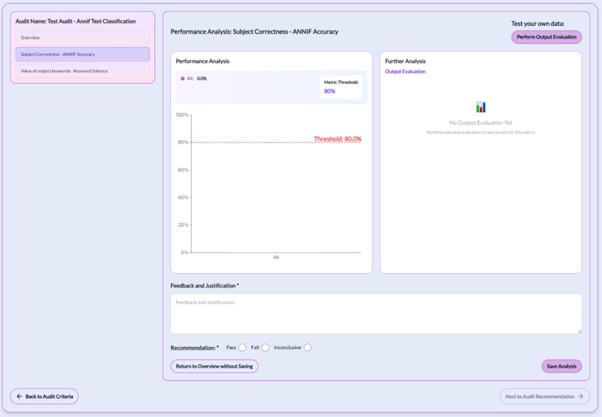 Audit Name: Test Audit - Annif Text Classification
Overview
Subject Correctness - ANNIF Accuracy
Value of subject keywords - Keyword Salience
Performance Analysis: Subject Correctness - ANNIF Accuracy
Test your own data:
Perform Output Evaluation
Performance Analysis
All 0.0%
Metric Threshold:
80%
100%
Threshold: 80.0%
80%
60%
40%
20%
0%
All
Further Analysis
Output Evaluation
No Output Evaluation Yet
Perform outcome evaluation to see results for this metric
Feedback and Justification *
Feedback and Justification...
Recommendation: * Pass Fail Inconclusive
Return to Overview without Saving
Save Analysis
← Back to Audit Criteria
Next to Audit Recommendation →